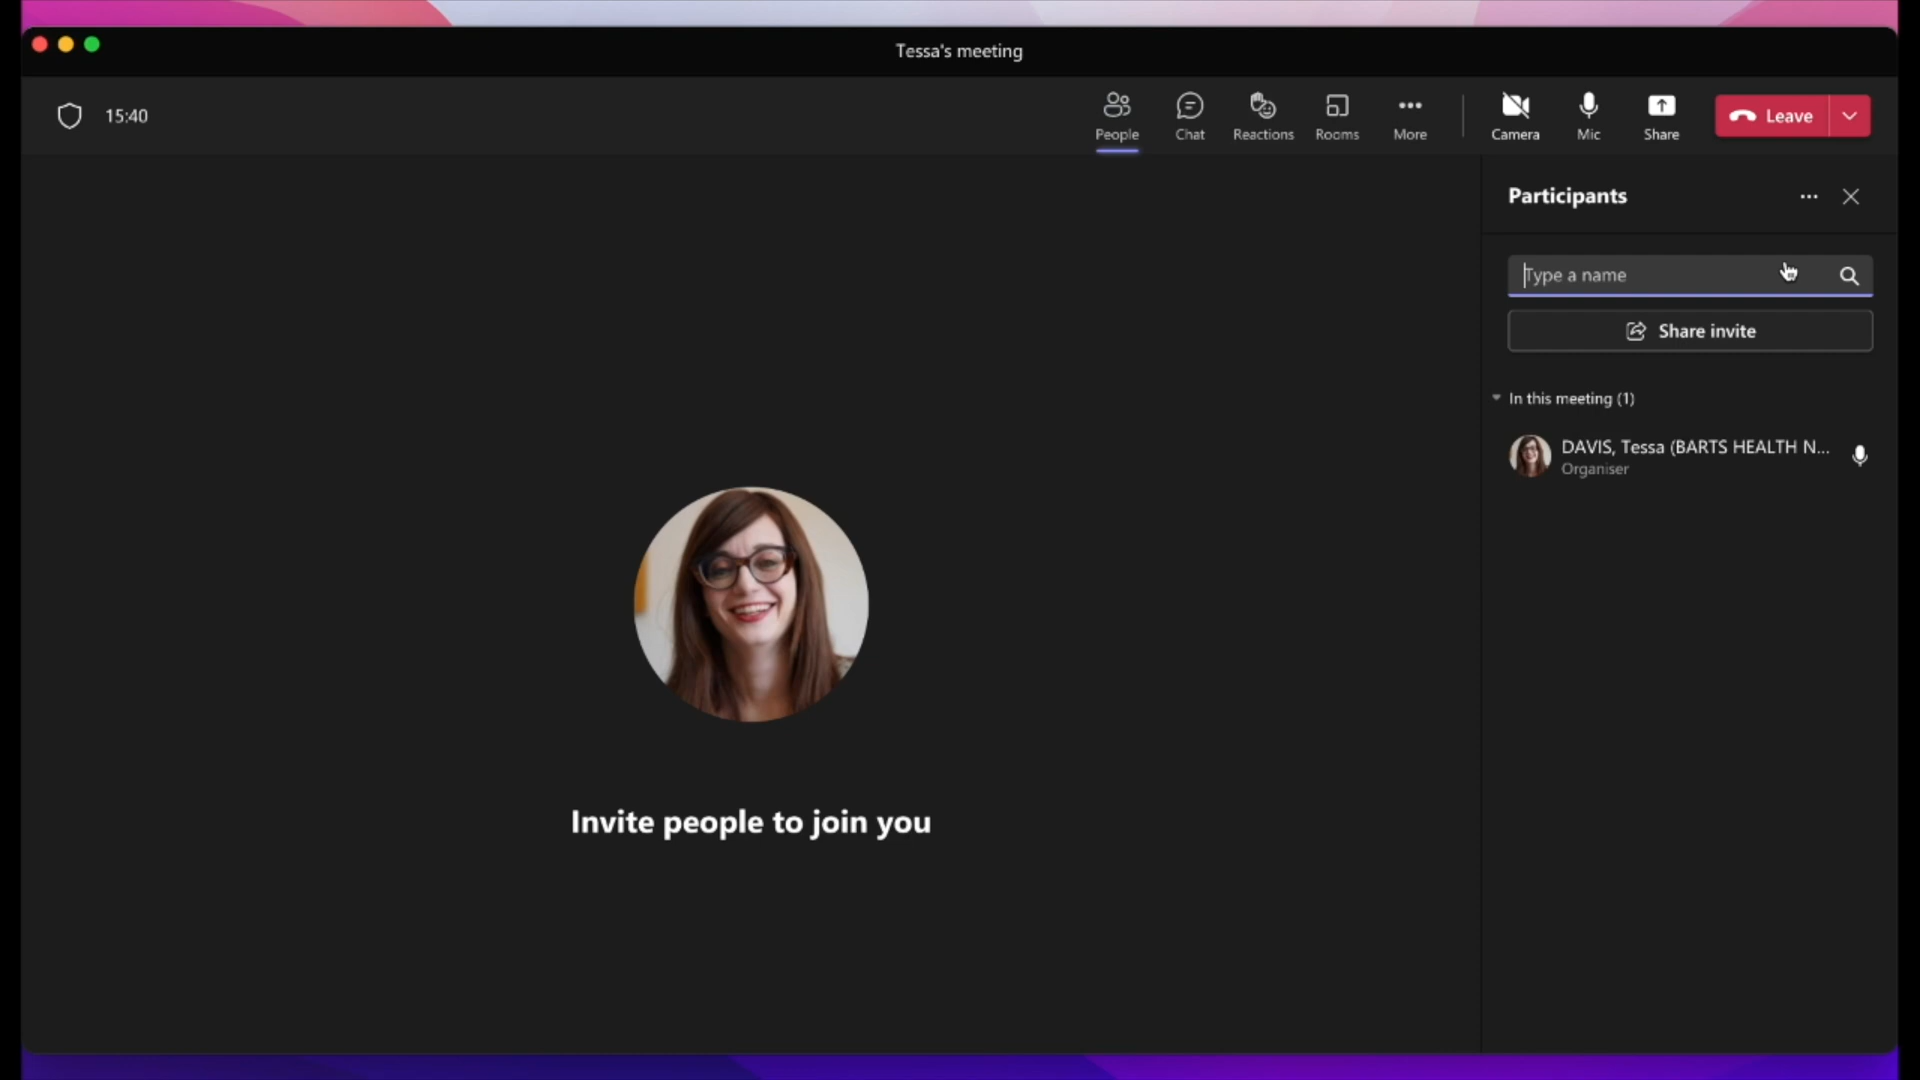 Tessa's meeting
15:40
People
Chat
Reactions
Rooms
More
Camera
Mic
Share
Leave
Participants
Type a name
Share invite
In this meeting (1)
DAVIS, Tessa (BARTS HEALTH N...
Organiser
Invite people to join you